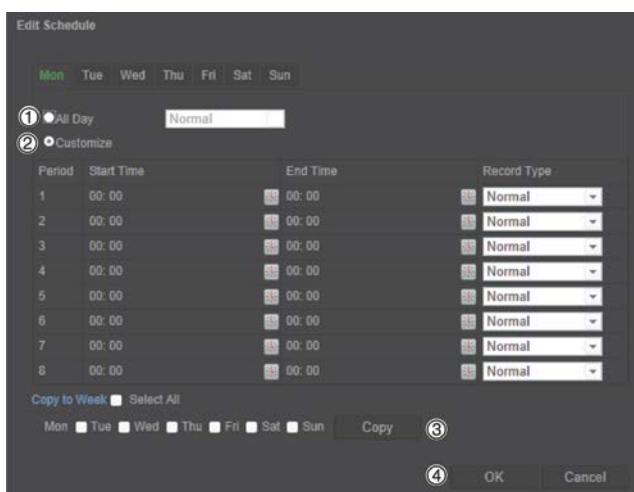 Edit Schedule
Mon Tue Wed Thu Fri Sat Sun
① All Day Normal
② Customize
Period Start Time End Time Record Type
1 00: 00 00: 00 Normal
2 00: 00 00: 00 Normal
3 00: 00 00: 00 Normal
4 00: 00 00: 00 Normal
5 00: 00 00: 00 Normal
6 00: 00 00: 00 Normal
7 00: 00 00: 00 Normal
8 00: 00 00: 00 Normal
Copy to Week Select All
Mon Tue Wed Thu Fri Sat Sun Copy ③
④ OK Cancel